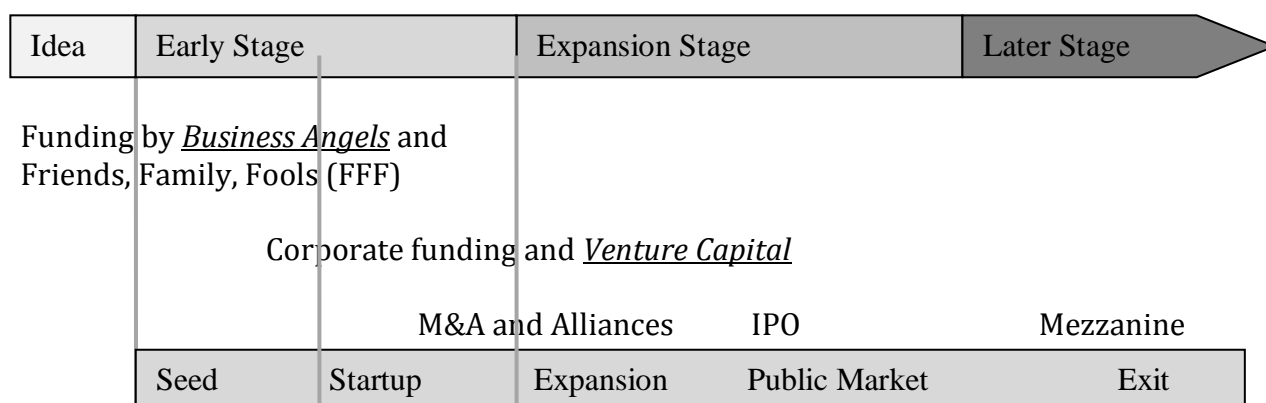 Idea Early Stage Expansion Stage Later Stage
Funding by Business Angels and
Friends, Family, Fools (FFF)
Corporate funding and Venture Capital
M&A and Alliances IPO Mezzanine
Seed Startup Expansion Public Market Exit